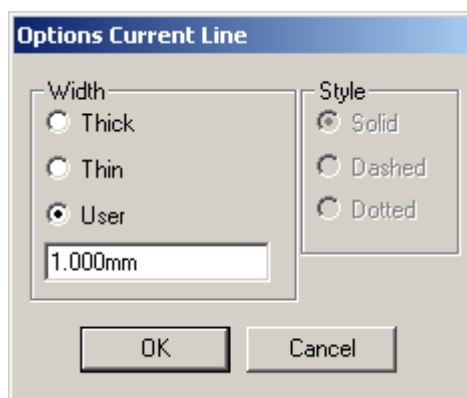 Options Current Line
Width
Thick
Thin
User
1.000mm
Style
Solid
Dashed
Dotted
OK
Cancel